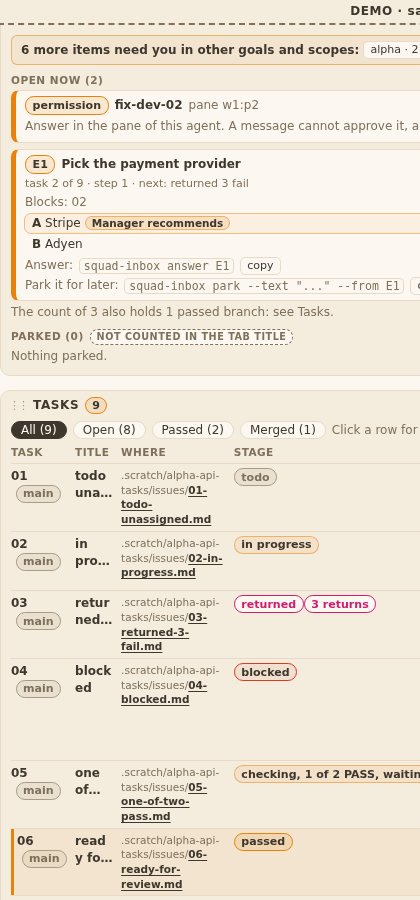 DEMO · sa
6 more items need you in other goals and scopes: alpha · 2
OPEN NOW (2)
permission fix-dev-02 pane w1:p2
Answer in the pane of this agent. A message cannot approve it, a
E1 Pick the payment provider
task 2 of 9 · step 1 · next: returned 3 fail
Blocks: 02
A Stripe Manager recommends
B Adyen
Answer: squad-inbox answer E1 copy
Park it for later: squad-inbox park --text "..." --from E1
The count of 3 also holds 1 passed branch: see Tasks.
PARKED (0) NOT COUNTED IN THE TAB TITLE
Nothing parked.
TASKS 9
All (9) Open (8) Passed (2) Merged (1) Click a row for
TASK TITLE WHERE STAGE
01 todo .scratch/alpha-api- todo
main una… tasks/issues/01-
todo-
unassigned.md
02 in .scratch/alpha-api- in progress
main pro… tasks/issues/02-in-
progress.md
03 retur .scratch/alpha-api- returned 3 returns
main ned… tasks/issues/03-
returned-3-
fail.md
04 block .scratch/alpha-api- blocked
main ed tasks/issues/04-
blocked.md
05 one .scratch/alpha-api- checking, 1 of 2 PASS, waitin
main of… tasks/issues/05-
one-of-two-
pass.md
06 read .scratch/alpha-api- passed
main y fo… tasks/issues/06-
ready-for-
review.md